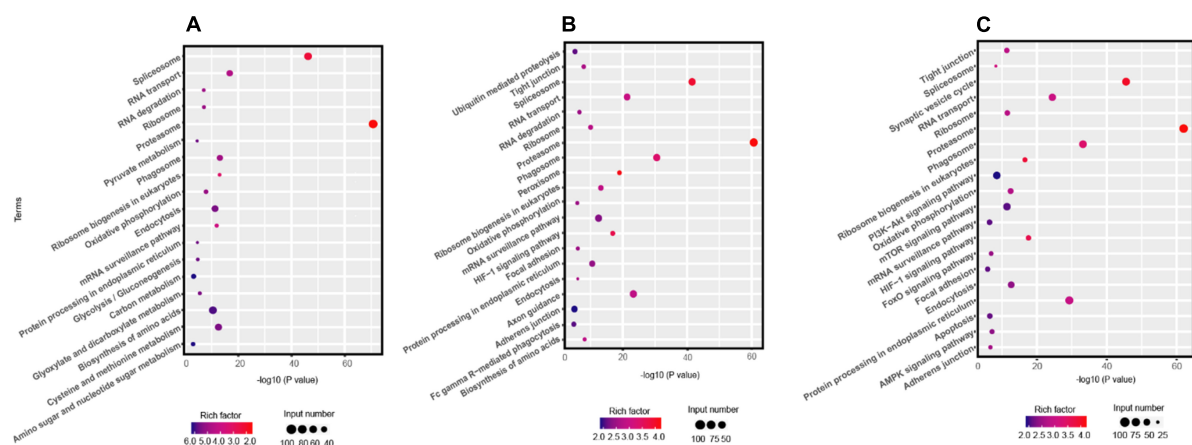 A
B
C
Terms
Spliceosome
RNA transport
RNA degradation
Ribosome
Proteasome
Pyruvate metabolism
Phagosome
Ribosome biogenesis in eukaryotes
Oxidative phosphorylation
Endocytosis
mRNA surveillance pathway
Protein processing in endoplasmic reticulum
Glycolysis / Gluconeogenesis
Carbon metabolism
Glyoxylate and dicarboxylate metabolism
Biosynthesis of amino acids
Cysteine and methionine metabolism
Amino sugar and nucleotide sugar metabolism
0 20 40 60
-log10 (P value)
Rich factor
6.0 5.0 4.0 3.0 2.0
Input number
100 80 60 40
Ubiquitin mediated proteolysis
Tight junction
Spliceosome
RNA transport
RNA degradation
Ribosome
Proteasome
Phagosome
Peroxisome
Ribosome biogenesis in eukaryotes
Oxidative phosphorylation
mRNA surveillance pathway
HIF-1 signaling pathway
Focal adhesion
Protein processing in endoplasmic reticulum
Endocytosis
Axon guidance
Adherens junction
Fc gamma R-mediated phagocytosis
Biosynthesis of amino acids
0 20 40 60
-log10 (P value)
Rich factor
2.0 2.5 3.0 3.5 4.0
Input number
100 75 50
Tight junction
Spliceosome
Synaptic vesicle cycle
RNA transport
Ribosome
Proteasome
Phagosome
Ribosome biogenesis in eukaryotes
PI3K-Akt signaling pathway
Oxidative phosphorylation
mTOR signaling pathway
mRNA surveillance pathway
HIF-1 signaling pathway
FoxO signaling pathway
Focal adhesion
Endocytosis
Protein processing in endoplasmic reticulum
Apoptosis
AMPK signaling pathway
Adherens junction
0 20 40 60
-log10 (P value)
Rich factor
2.0 2.5 3.0 3.5 4.0
Input number
100 75 50 25